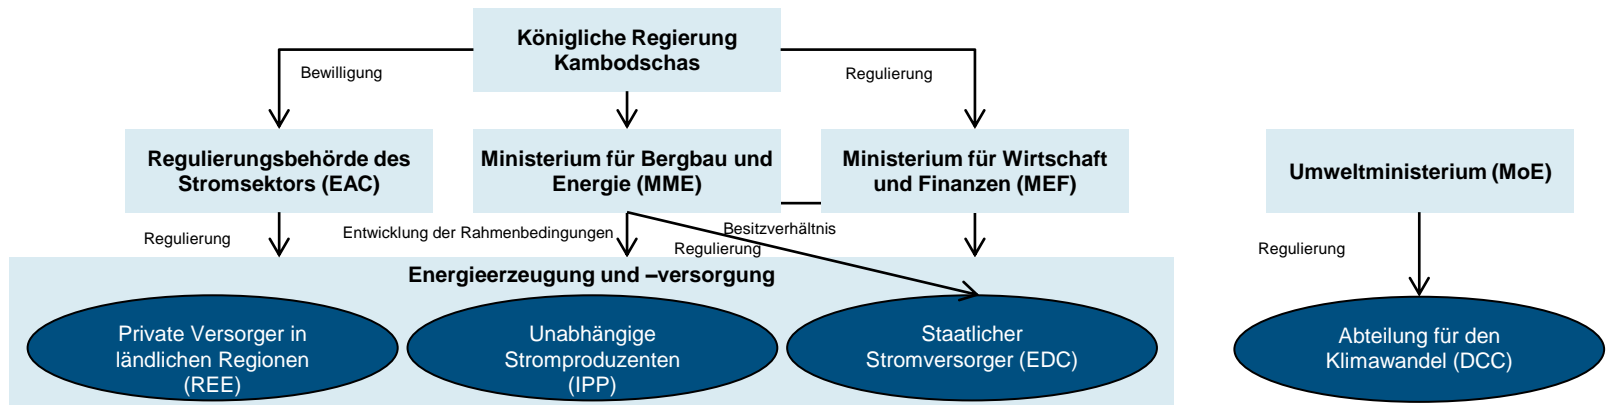 Königliche Regierung
Kambodschas
Bewilligung
Regulierung
Regulierungsbehörde des
Stromsektors (EAC)
Ministerium für Bergbau und
Energie (MME)
Ministerium für Wirtschaft
und Finanzen (MEF)
Umweltministerium (MoE)
Regulierung
Entwicklung der Rahmenbedingungen
Besitzverhältnis
Regulierung
Regulierung
Energieerzeugung und –versorgung
Private Versorger in
ländlichen Regionen
(REE)
Unabhängige
Stromproduzenten
(IPP)
Staatlicher
Stromversorger (EDC)
Abteilung für den
Klimawandel (DCC)